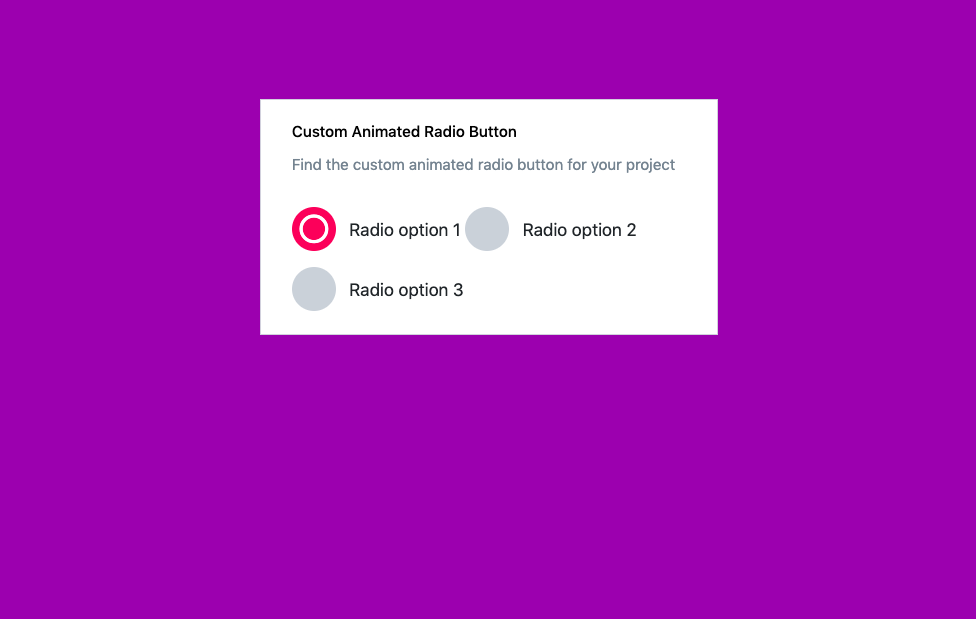 Custom Animated Radio Button
Find the custom animated radio button for your project
Radio option 1 Radio option 2
Radio option 3